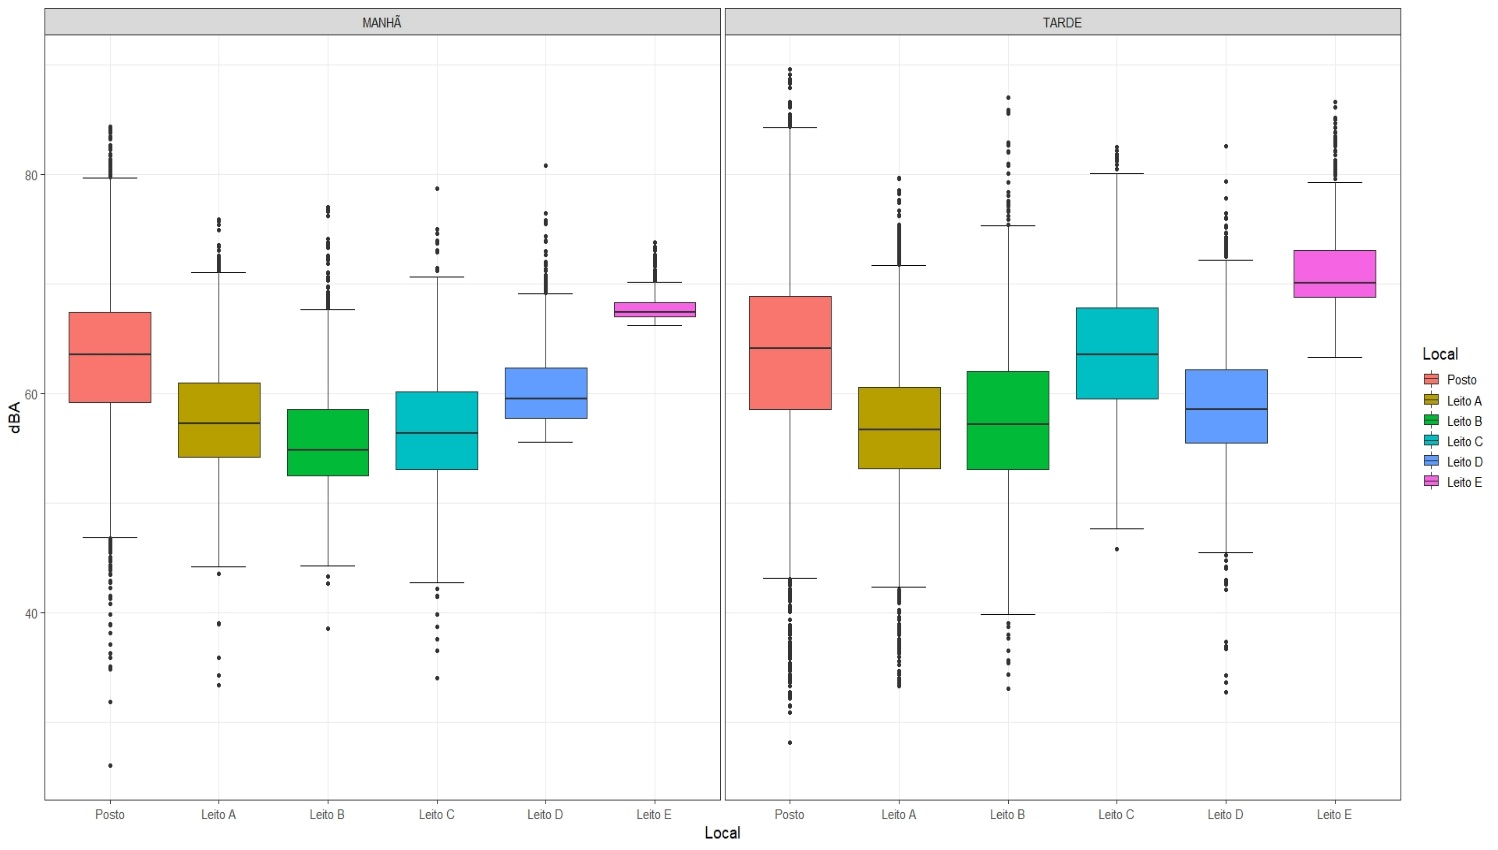 MANHÃ
TARDE
dBA
80
60
40
Posto
Leito A
Leito B
Leito C
Leito D
Leito E
Posto
Leito A
Leito B
Leito C
Leito D
Leito E
Local
Local
Posto
Leito A
Leito B
Leito C
Leito D
Leito E